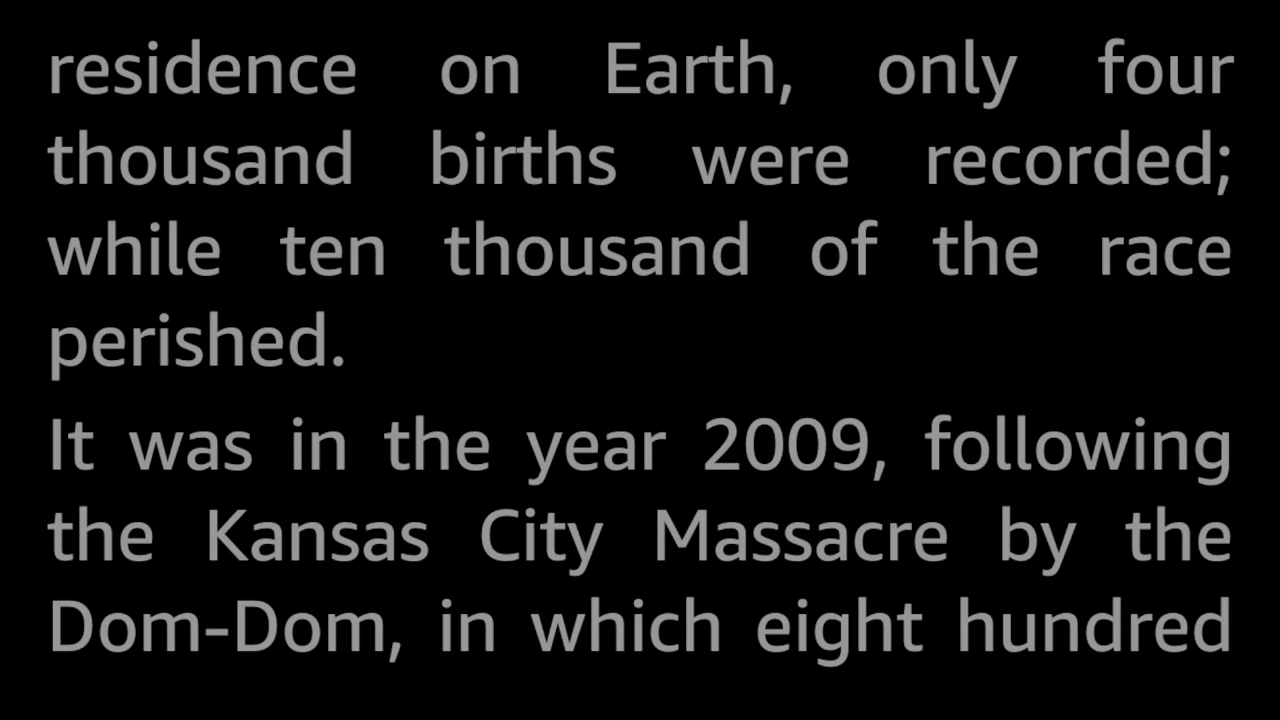 residence on Earth, only four
thousand births were recorded;
while ten thousand of the race
perished.
It was in the year 2009, following
the Kansas City Massacre by the
Dom-Dom, in which eight hundred